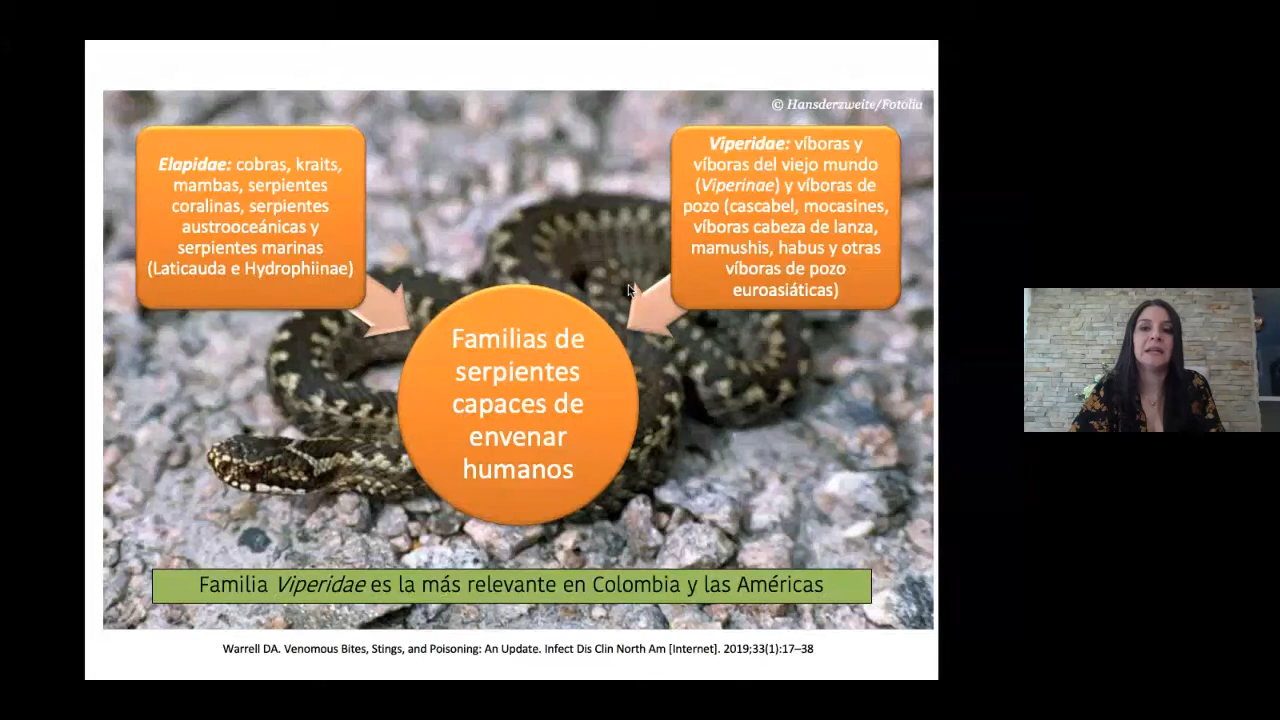 © Hansderzweite/Fotolia
Elapidae: cobras, kraits,
mambas, serpientes
coralinas, serpientes
austrooceánicas y
serpientes marinas
(Laticauda e Hydrophiinae)
Viperidae: víboras y
víboras del viejo mundo
(Viperinae) y víboras de
pozo (cascabel, mocasines,
víboras cabeza de lanza,
mamushis, habus y otras
víboras de pozo
euroasiáticas)
Familias de
serpientes
capaces de
envenar
humanos
Familia Viperidae es la más relevante en Colombia y las Américas
Warrell DA. Venomous Bites, Stings, and Poisoning: An Update. Infect Dis Clin North Am [Internet]. 2019;33(1):17–38